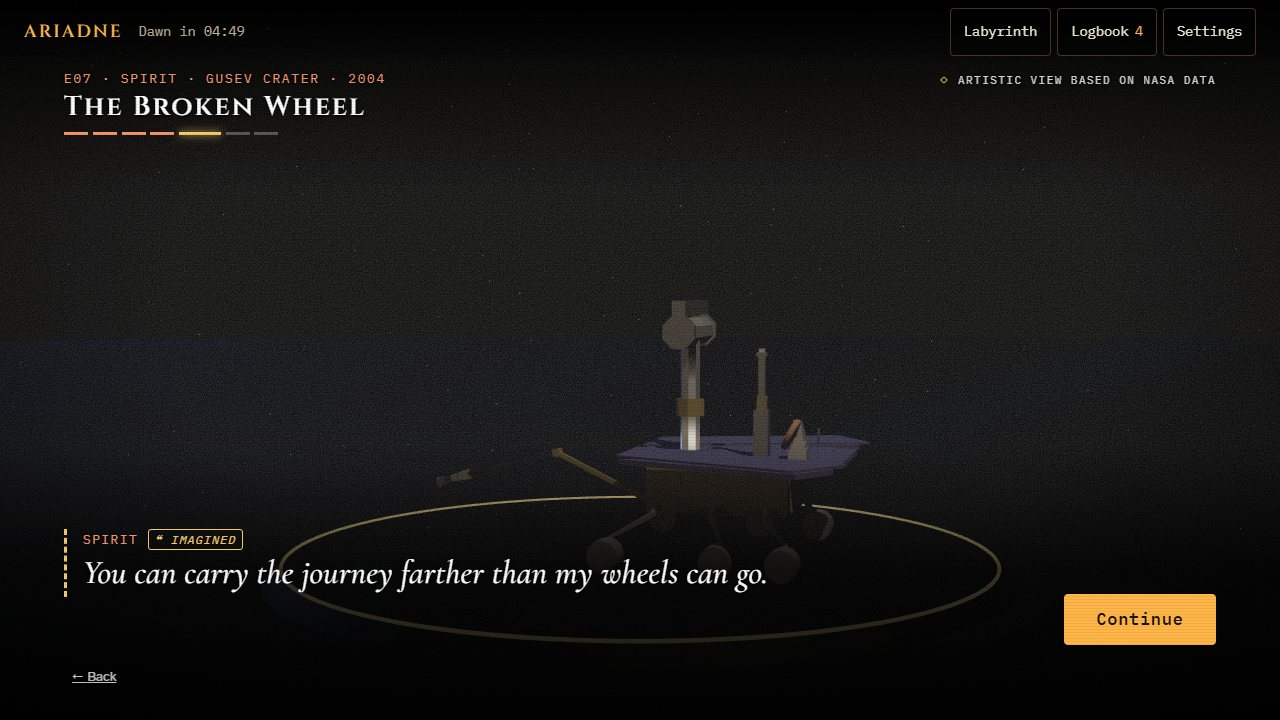 ARIADNE Dawn in 04:49 Labyrinth Logbook 4 Settings
E07 · SPIRIT · GUSEV CRATER · 2004
◇ ARTISTIC VIEW BASED ON NASA DATA
The Broken Wheel
SPIRIT ❝ IMAGINED
You can carry the journey farther than my wheels can go.
Continue
← Back